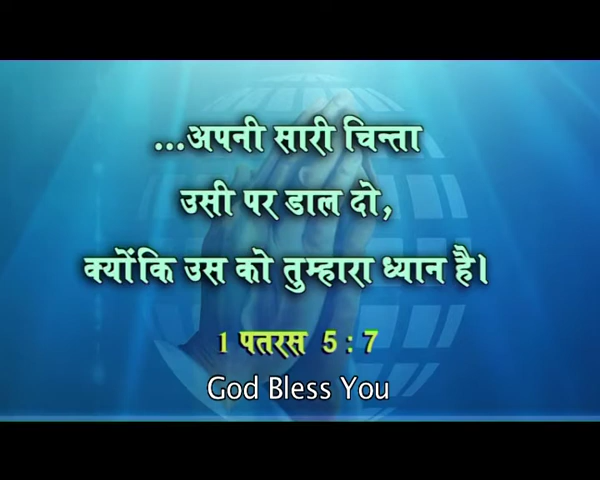 ...अपनी सारी चिन्ता
उसी पर डाल दो,
क्योंकि उस को तुम्हारा ध्यान है।
1 पतरस 5 : 7
God Bless You